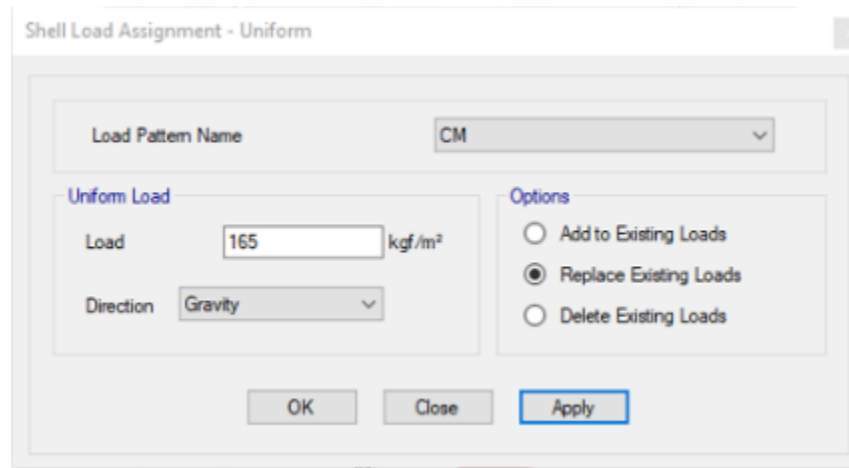 Shell Load Assignment - Uniform
Load Pattern Name
CM
Uniform Load
Load
165
kgf/m²
Direction
Gravity
Options
Add to Existing Loads
Replace Existing Loads
Delete Existing Loads
OK
Close
Apply